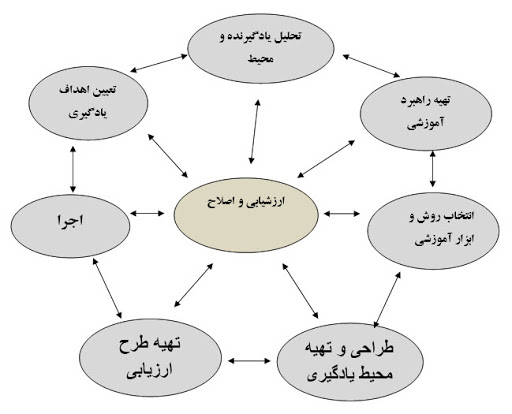 تحلیل یادگیرنده و
محیط
تعیین اهداف
یادگیری
تهیه راهبرد
آموزشی
ارزشیابی و اصلاح
اجرا
انتخاب روش و
ابزار آموزشی
تهیه طرح
ارزیابی
طراحی و تهیه
محیط یادگیری